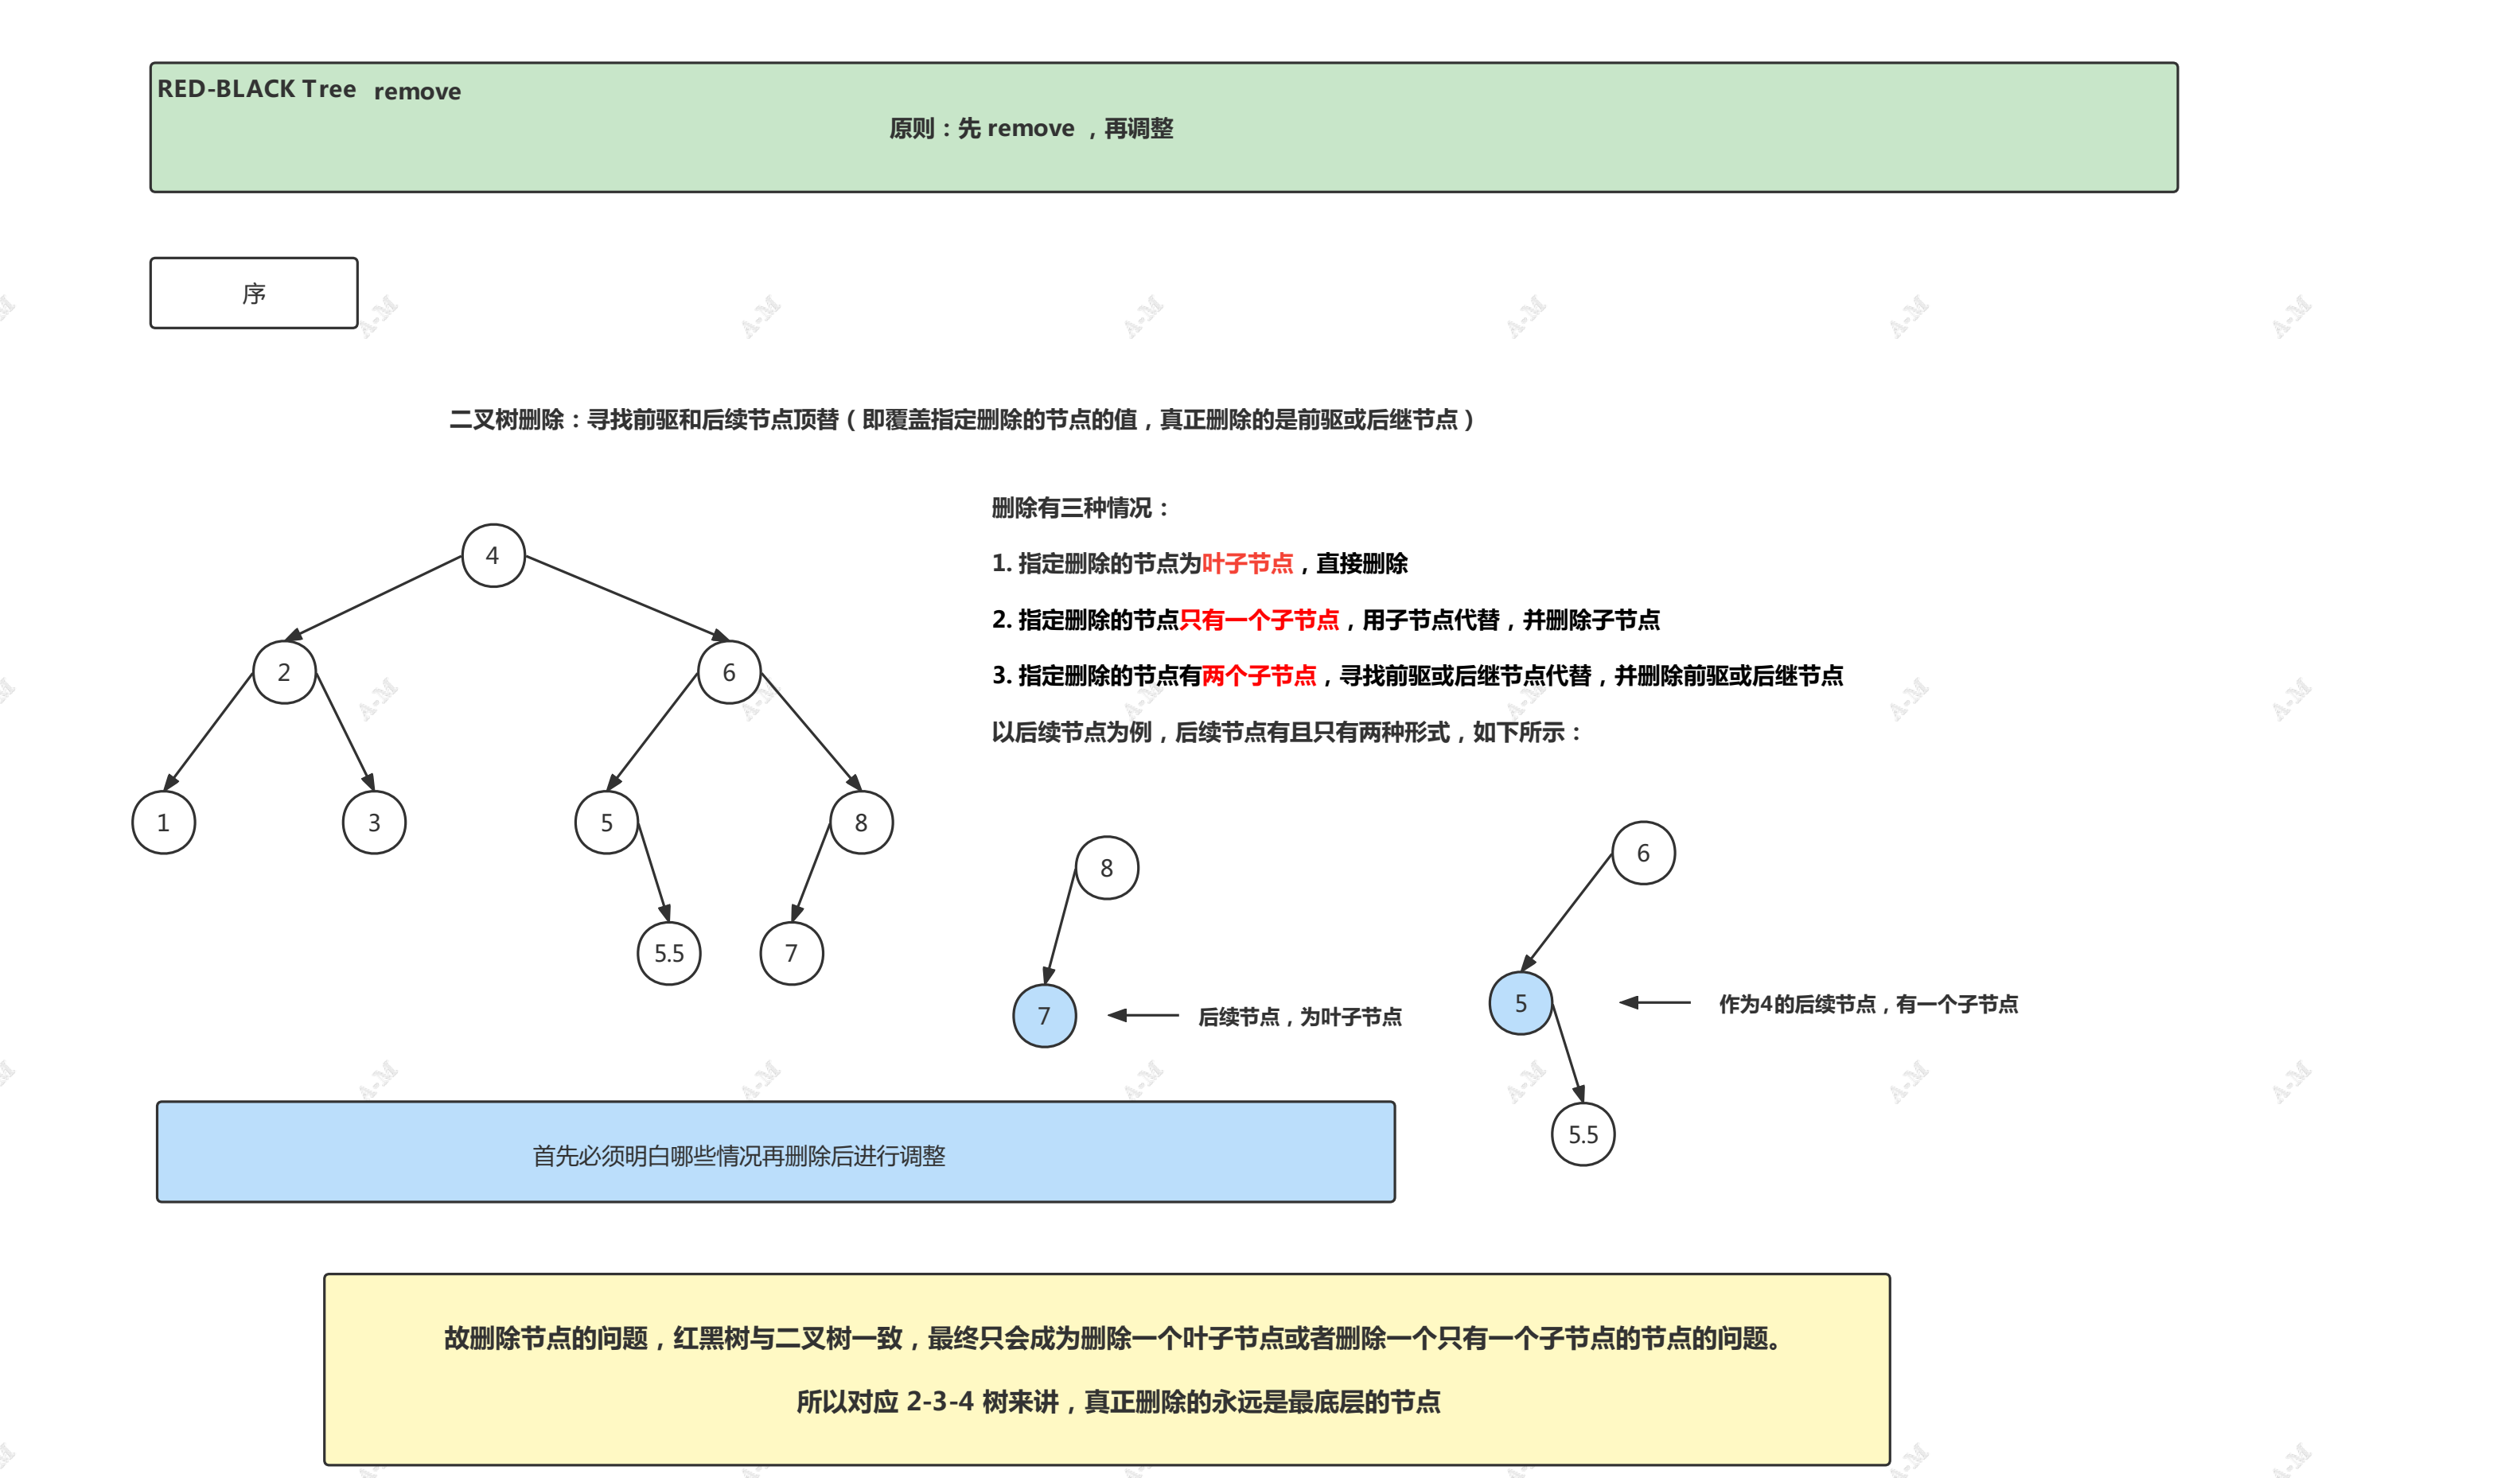 RED-BLACK Tree remove
原则：先 remove ，再调整
序
二叉树删除：寻找前驱和后续节点顶替（即覆盖指定删除的节点的值，真正删除的是前驱或后继节点）
删除有三种情况：
1. 指定删除的节点为叶子节点，直接删除
2. 指定删除的节点只有一个子节点，用子节点代替，并删除子节点
3. 指定删除的节点有两个子节点，寻找前驱或后继节点代替，并删除前驱或后继节点
以后续节点为例，后续节点有且只有两种形式，如下所示：
4
2
6
1
3
5
8
5.5
7
8
7
后续节点，为叶子节点
6
5
作为4的后续节点，有一个子节点
5.5
首先必须明白哪些情况再删除后进行调整
故删除节点的问题，红黑树与二叉树一致，最终只会成为删除一个叶子节点或者删除一个只有一个子节点的节点的问题。
所以对应 2-3-4 树来讲，真正删除的永远是最底层的节点
A-M